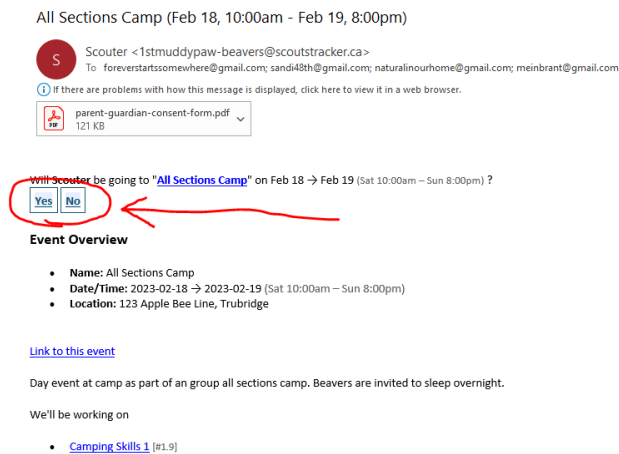 All Sections Camp (Feb 18, 10:00am - Feb 19, 8:00pm)
S
Scouter <1stmuddypaw-beavers@scoutstracker.ca>
To foreverstartssomewhere@gmail.com; sandi48th@gmail.com; naturalinourhome@gmail.com; meinbrant@gmail.com
If there are problems with how this message is displayed, click here to view it in a web browser.
PDF
parent-guardian-consent-form.pdf
121 KB
Will Scouter be going to "All Sections Camp" on Feb 18 → Feb 19 (Sat 10:00am – Sun 8:00pm) ?
Yes No
Event Overview
• Name: All Sections Camp
• Date/Time: 2023-02-18 → 2023-02-19 (Sat 10:00am – Sun 8:00pm)
• Location: 123 Apple Bee Line, Trubridge
Link to this event
Day event at camp as part of an group all sections camp. Beavers are invited to sleep overnight.
We'll be working on
• Camping Skills 1 [#1.9]